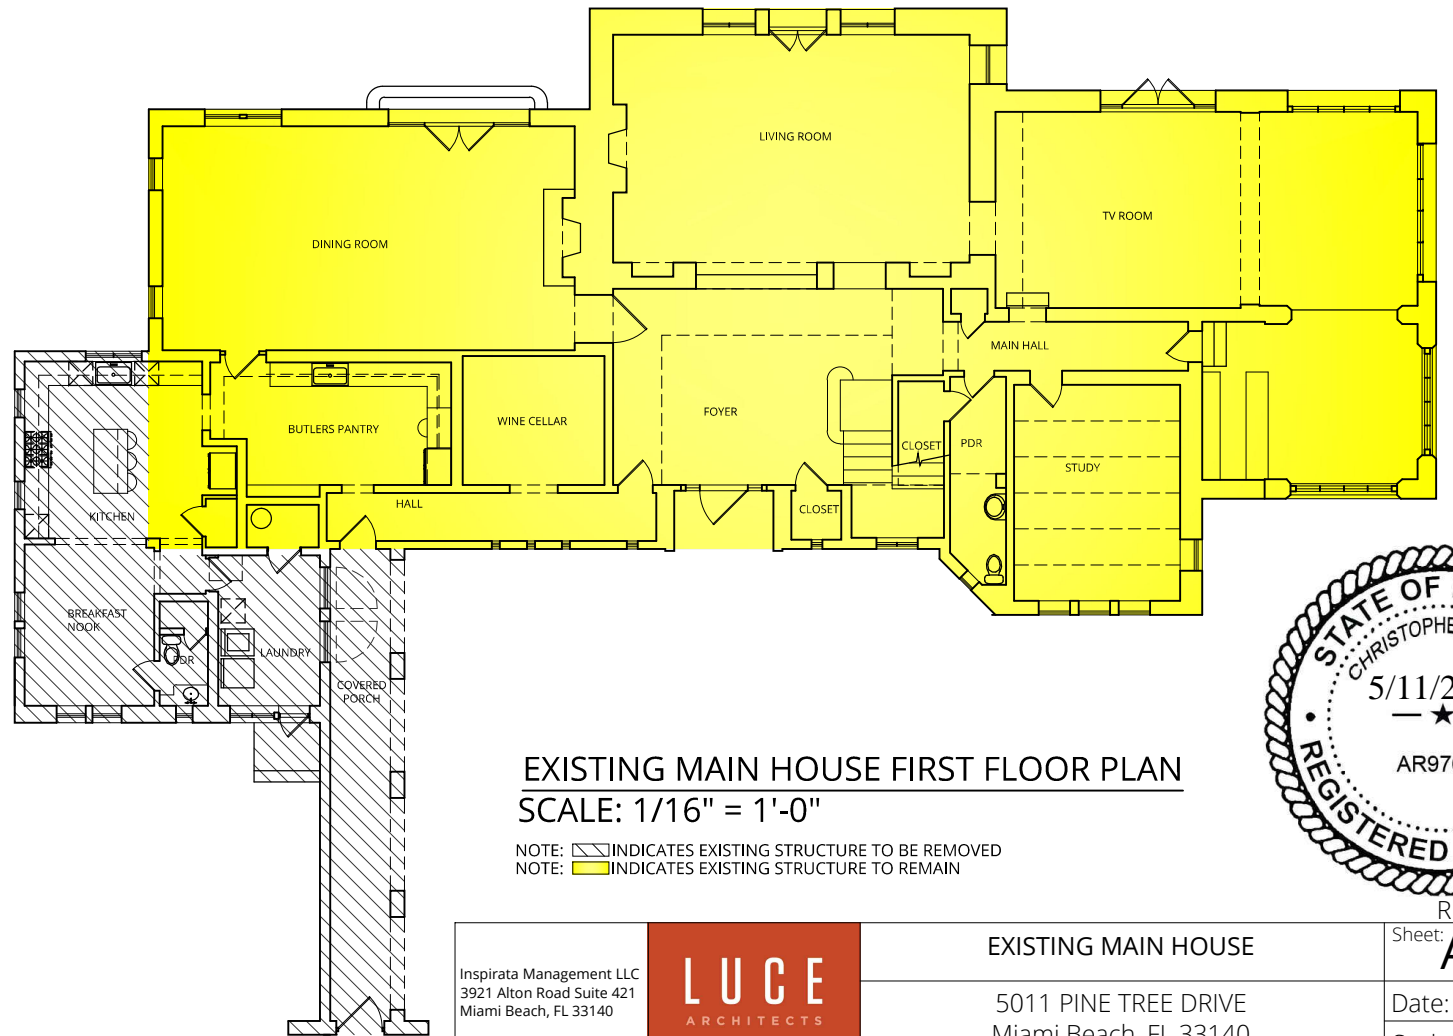 LIVING ROOM
TV ROOM
DINING ROOM
MAIN HALL
BUTLERS PANTRY
WINE CELLAR
FOYER
CLOSET
PDR
STUDY
KITCHEN
HALL
CLOSET
BREAKFAST
NOOK
PDR
LAUNDRY
COVERED
PORCH
EXISTING MAIN HOUSE FIRST FLOOR PLAN
SCALE: 1/16" = 1'-0"
NOTE: INDICATES EXISTING STRUCTURE TO BE REMOVED
NOTE: INDICATES EXISTING STRUCTURE TO REMAIN
STATE OF
5/11/2
AR97
REGISTERED
Inspirata Management LLC
3921 Alton Road Suite 421
Miami Beach, FL 33140
LUCE
ARCHITECTS
EXISTING MAIN HOUSE
5011 PINE TREE DRIVE
Miami Beach, FL 33140
Sheet:
A
Date: